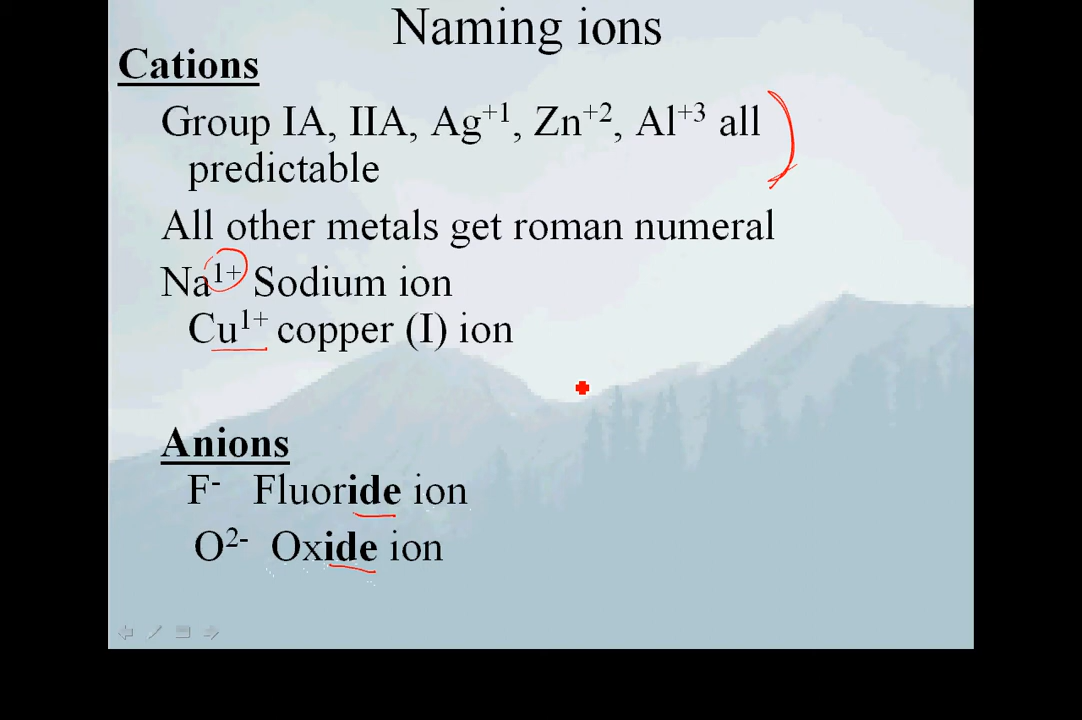 Naming ions
Cations
Group IA, IIA, Ag⁺¹, Zn⁺², Al⁺³ all
predictable
All other metals get roman numeral
Na¹⁺ Sodium ion
Cu¹⁺ copper (I) ion
Anions
F⁻ Fluoride ion
O²⁻ Oxide ion